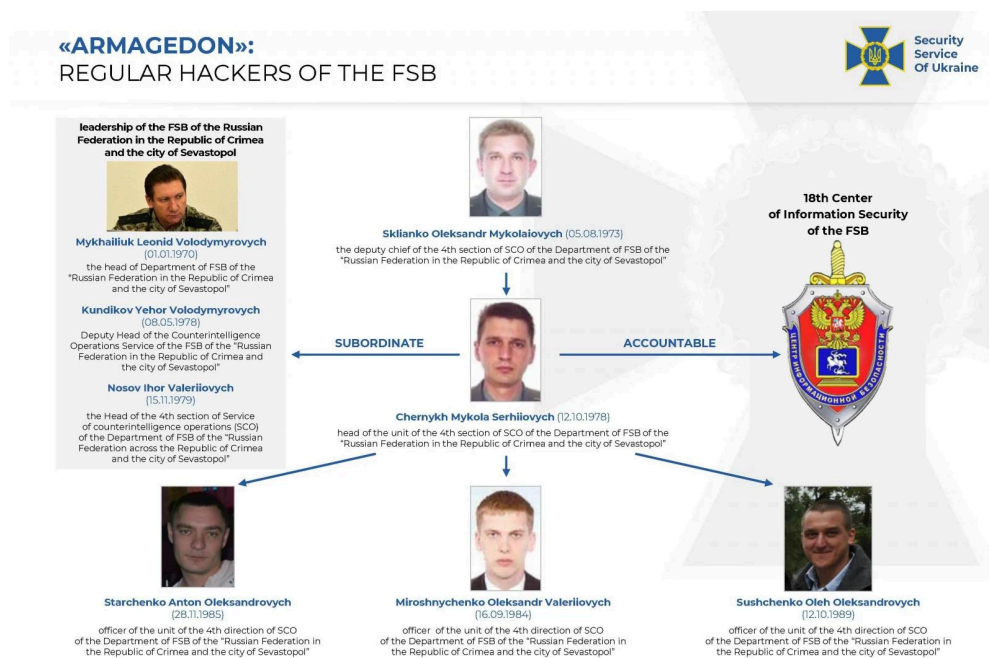 «ARMAGEDON»:
REGULAR HACKERS OF THE FSB
Security
Service
Of Ukraine
leadership of the FSB of the Russian
Federation in the Republic of Crimea
and the city of Sevastopol
Mykhailiuk Leonid Volodymyrovych
(01.01.1970)
the head of Department of FSB of the
"Russian Federation in the Republic of Crimea
and the city of Sevastopol"
Kundikov Yehor Volodymyrovych
(08.05.1978)
Deputy Head of the Counterintelligence
Operations Service of the FSB of the "Russian
Federation in the Republic of Crimea and
the city of Sevastopol"
Nosov Ihor Valeriiovych
(15.11.1979)
the Head of the 4th section of Service
of counterintelligence operations (SCO)
of the Department of FSB of the "Russian
Federation across the Republic of Crimea
and the city of Sevastopol"
Sklianko Oleksandr Mykolaiovych (05.08.1973)
the deputy chief of the 4th section of SCO of the Department of FSB of the
"Russian Federation in the Republic of Crimea and the city of Sevastopol"
SUBORDINATE
ACCOUNTABLE
Chernykh Mykola Serhiiovych (12.10.1978)
head of the unit of the 4th section of SCO of the Department of FSB of the
"Russian Federation in the Republic of Crimea and the city of Sevastopol"
18th Center
of Information Security
of the FSB
ЦЕНТР ИНФОРМАЦИОННОЙ БЕЗОПАСНОСТИ
Starchenko Anton Oleksandrovych
(28.11.1985)
officer of the unit of the 4th direction of SCO
of the Department of FSB of the "Russian Federation in
the Republic of Crimea and the city of Sevastopol"
Miroshnychenko Oleksandr Valeriiovych
(16.09.1984)
officer of the unit of the 4th direction of SCO
of the Department of FSB of the "Russian Federation in
the Republic of Crimea and the city of Sevastopol"
Sushchenko Oleh Oleksandrovych
(12.10.1989)
officer of the unit of the 4th direction of SCO
of the Department of FSB of the "Russian Federation in
the Republic of Crimea and the city of Sevastopol"